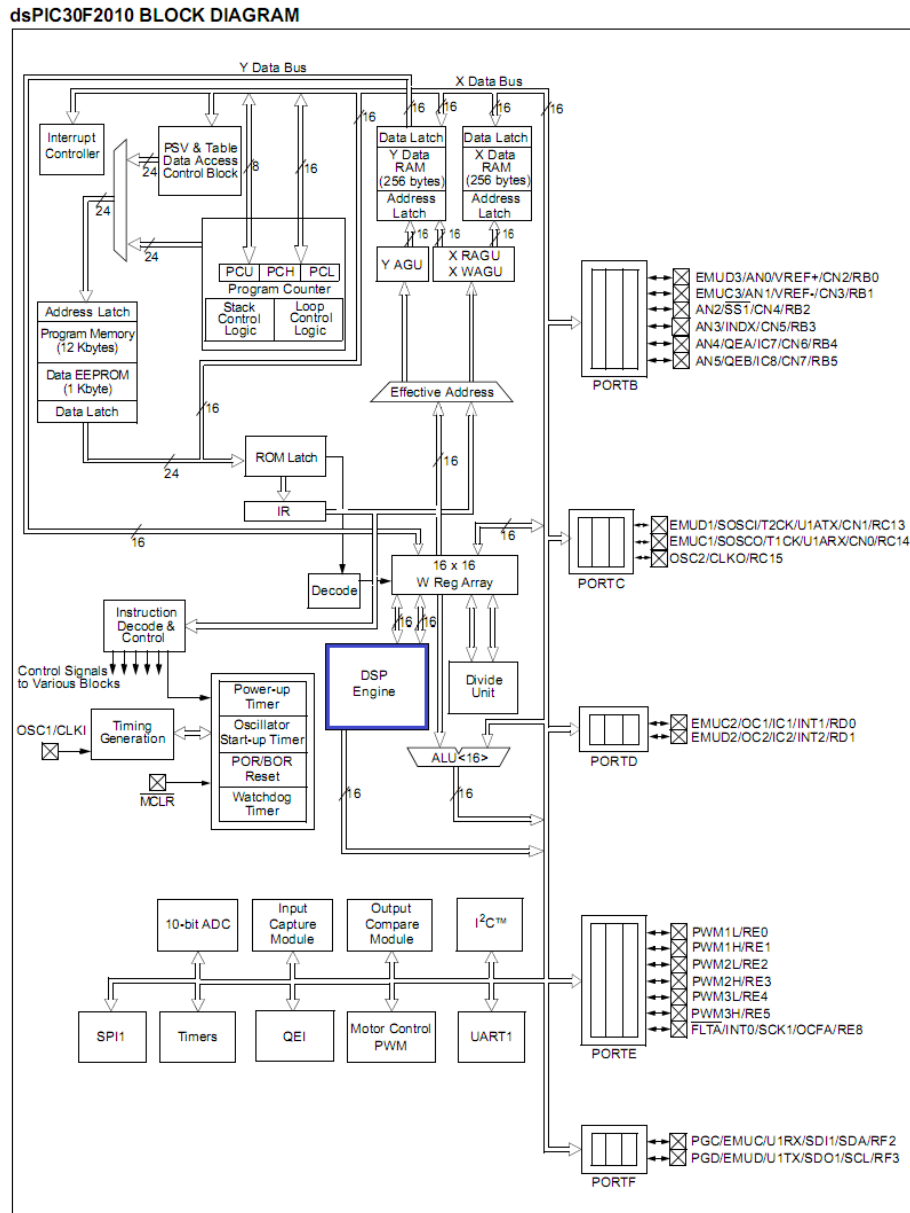 dsPIC30F2010 BLOCK DIAGRAM
Y Data Bus
X Data Bus
16
16
16
16
16
16
Interrupt
Controller
PSV & Table
Data Access
Control Block
24
24
24
8
16
Data Latch
Y Data
RAM
(256 bytes)
Address
Latch
Data Latch
X Data
RAM
(256 bytes)
Address
Latch
16
16
16
Y AGU
X RAGU
X WAGU
PCU
PCH
PCL
Program Counter
Stack
Control
Logic
Loop
Control
Logic
Address Latch
Program Memory
(12 Kbytes)
Data EEPROM
(1 Kbyte)
Data Latch
Effective Address
16
24
ROM Latch
16
IR
16
16
16 x 16
W Reg Array
Decode
Instruction
Decode &
Control
16
16
Control Signals
to Various Blocks
DSP
Engine
Divide
Unit
Power-up
Timer
OSC1/CLKI
Timing
Generation
Oscillator
Start-up Timer
POR/BOR
Reset
MCLR
Watchdog
Timer
ALU<16>
16
16
10-bit ADC
Input
Capture
Module
Output
Compare
Module
I²C™
SPI1
Timers
QEI
Motor Control
PWM
UART1
EMUD3/AN0/VREF+/CN2/RB0
EMUC3/AN1/VREF-/CN3/RB1
AN2/SS1/CN4/RB2
AN3/INDX/CN5/RB3
AN4/QEA/IC7/CN6/RB4
AN5/QEB/IC8/CN7/RB5
PORTB
EMUD1/SOSCI/T2CK/U1ATX/CN1/RC13
EMUC1/SOSCO/T1CK/U1ARX/CN0/RC14
OSC2/CLKO/RC15
PORTC
EMUC2/OC1/IC1/INT1/RD0
EMUD2/OC2/IC2/INT2/RD1
PORTD
PWM1L/RE0
PWM1H/RE1
PWM2L/RE2
PWM2H/RE3
PWM3L/RE4
PWM3H/RE5
FLTA/INT0/SCK1/OCFA/RE8
PORTE
PGC/EMUC/U1RX/SDI1/SDA/RF2
PGD/EMUD/U1TX/SDO1/SCL/RF3
PORTF